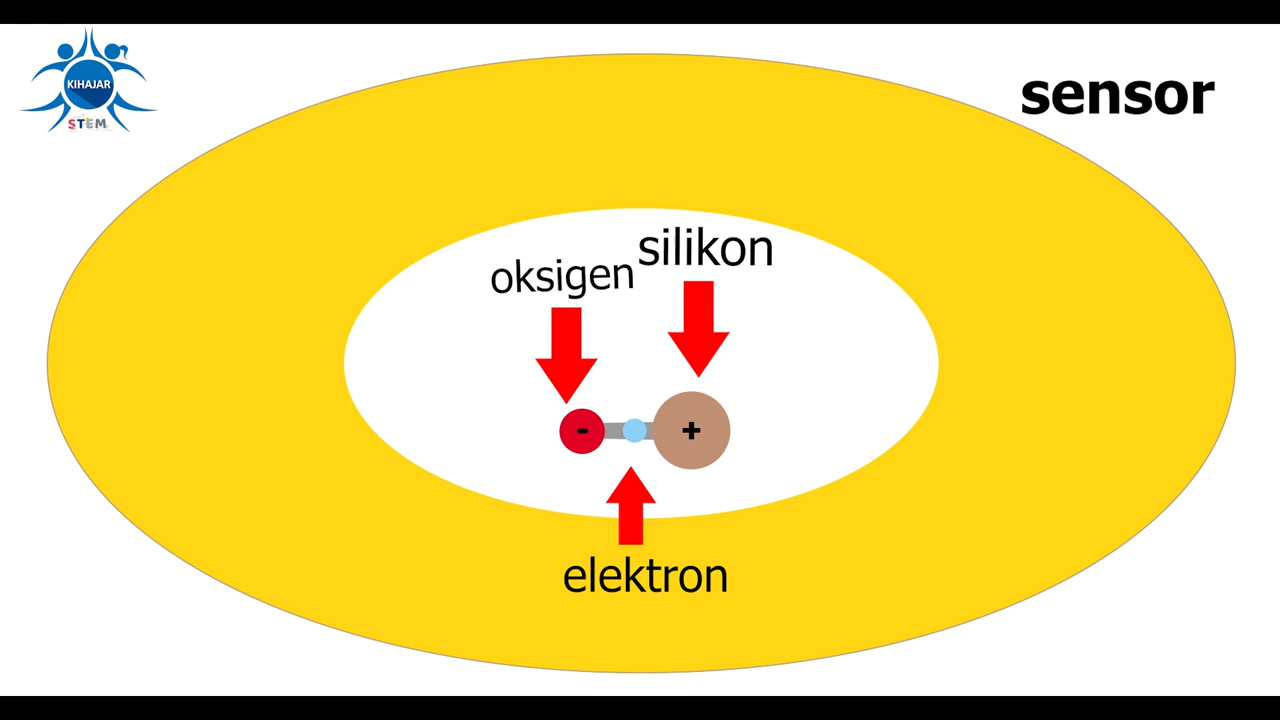 KIHAJAR
STEM
sensor
silikon
oksigen
-
+
elektron